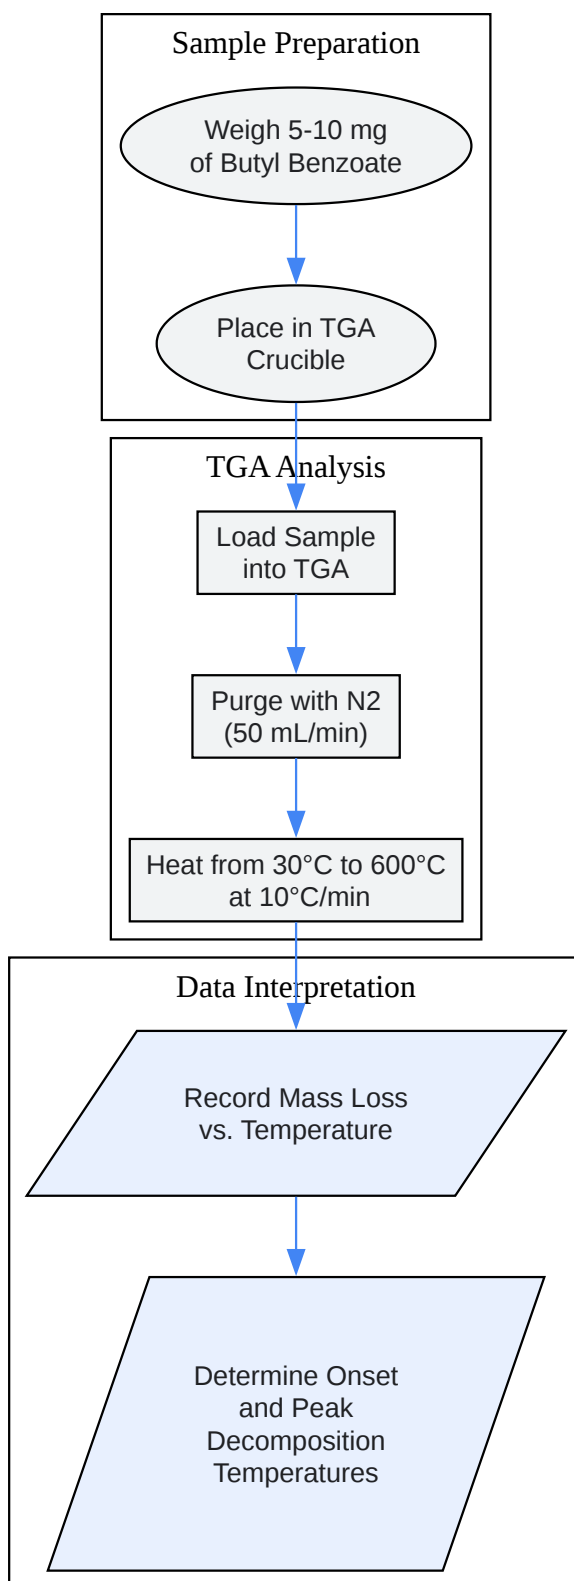 Sample Preparation
Weigh 5-10 mg
of Butyl Benzoate
Place in TGA
Crucible
TGA Analysis
Load Sample
into TGA
Purge with N2
(50 mL/min)
Heat from 30°C to 600°C
at 10°C/min
Data Interpretation
Record Mass Loss
vs. Temperature
Determine Onset
and Peak
Decomposition
Temperatures